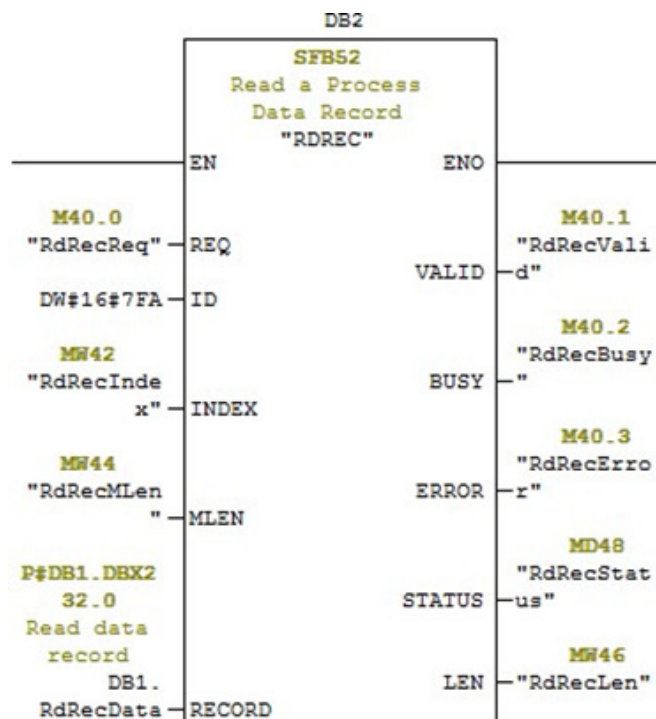 DB2
SFB52
Read a Process
Data Record
"RDREC"
EN
ENO
M40.0
"RdRecReq"
REQ
M40.1
"RdRecVali
d"
VALID
DW#16#7FA
ID
MW42
"RdRecInde
x"
INDEX
M40.2
"RdRecBusy
"
BUSY
MW44
"RdRecMLen
"
MLEN
M40.3
"RdRecErro
r"
ERROR
P#DB1.DBX2
32.0
Read data
record
DB1.
RdRecData
RECORD
MD48
"RdRecStat
us"
STATUS
MW46
"RdRecLen"
LEN